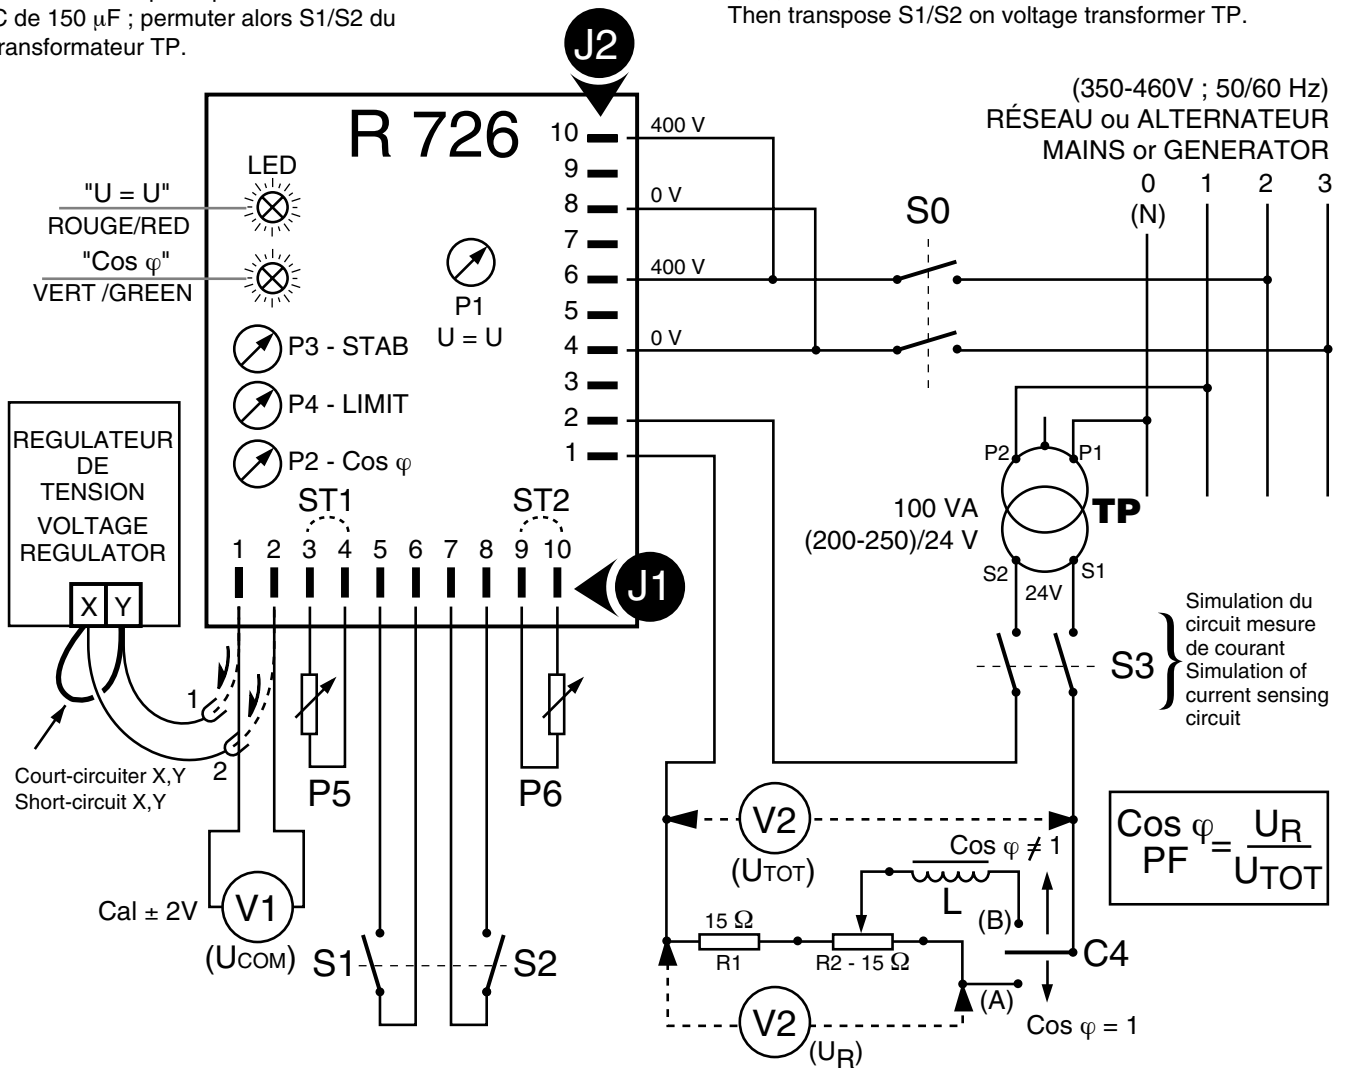 C de 150 µF ; permuter alors S1/S2 du
transformateur TP.
Then transpose S1/S2 on voltage transformer TP.
J2
R 726
LED
"U = U"
ROUGE/RED
"Cos φ"
VERT /GREEN
P1
U = U
P3 - STAB
P4 - LIMIT
P2 - Cos φ
10
9
8
7
6
5
4
3
2
1
400 V
0 V
400 V
0 V
S0
(350-460V ; 50/60 Hz)
RÉSEAU ou ALTERNATEUR
MAINS or GENERATOR
0 1 2 3
(N)
REGULATEUR
DE
TENSION
VOLTAGE
REGULATOR
X Y
ST1 ST2
1 2 3 4 5 6 7 8 9 10
J1
P2 P1
100 VA
(200-250)/24 V
TP
S2 S1
24V
S3
Simulation du
circuit mesure
de courant
Simulation of
current sensing
circuit
1
2
Court-circuiter X,Y
Short-circuit X,Y
P5
P6
Cal ± 2V
V1
(UCOM)
S1 S2
V2
(UTOT)
Cos φ ≠ 1
L
(B)
15 Ω
R1
R2 - 15 Ω
C4
(A)
Cos φ = 1
V2
(UR)
Cos φ = UR
PF UTOT